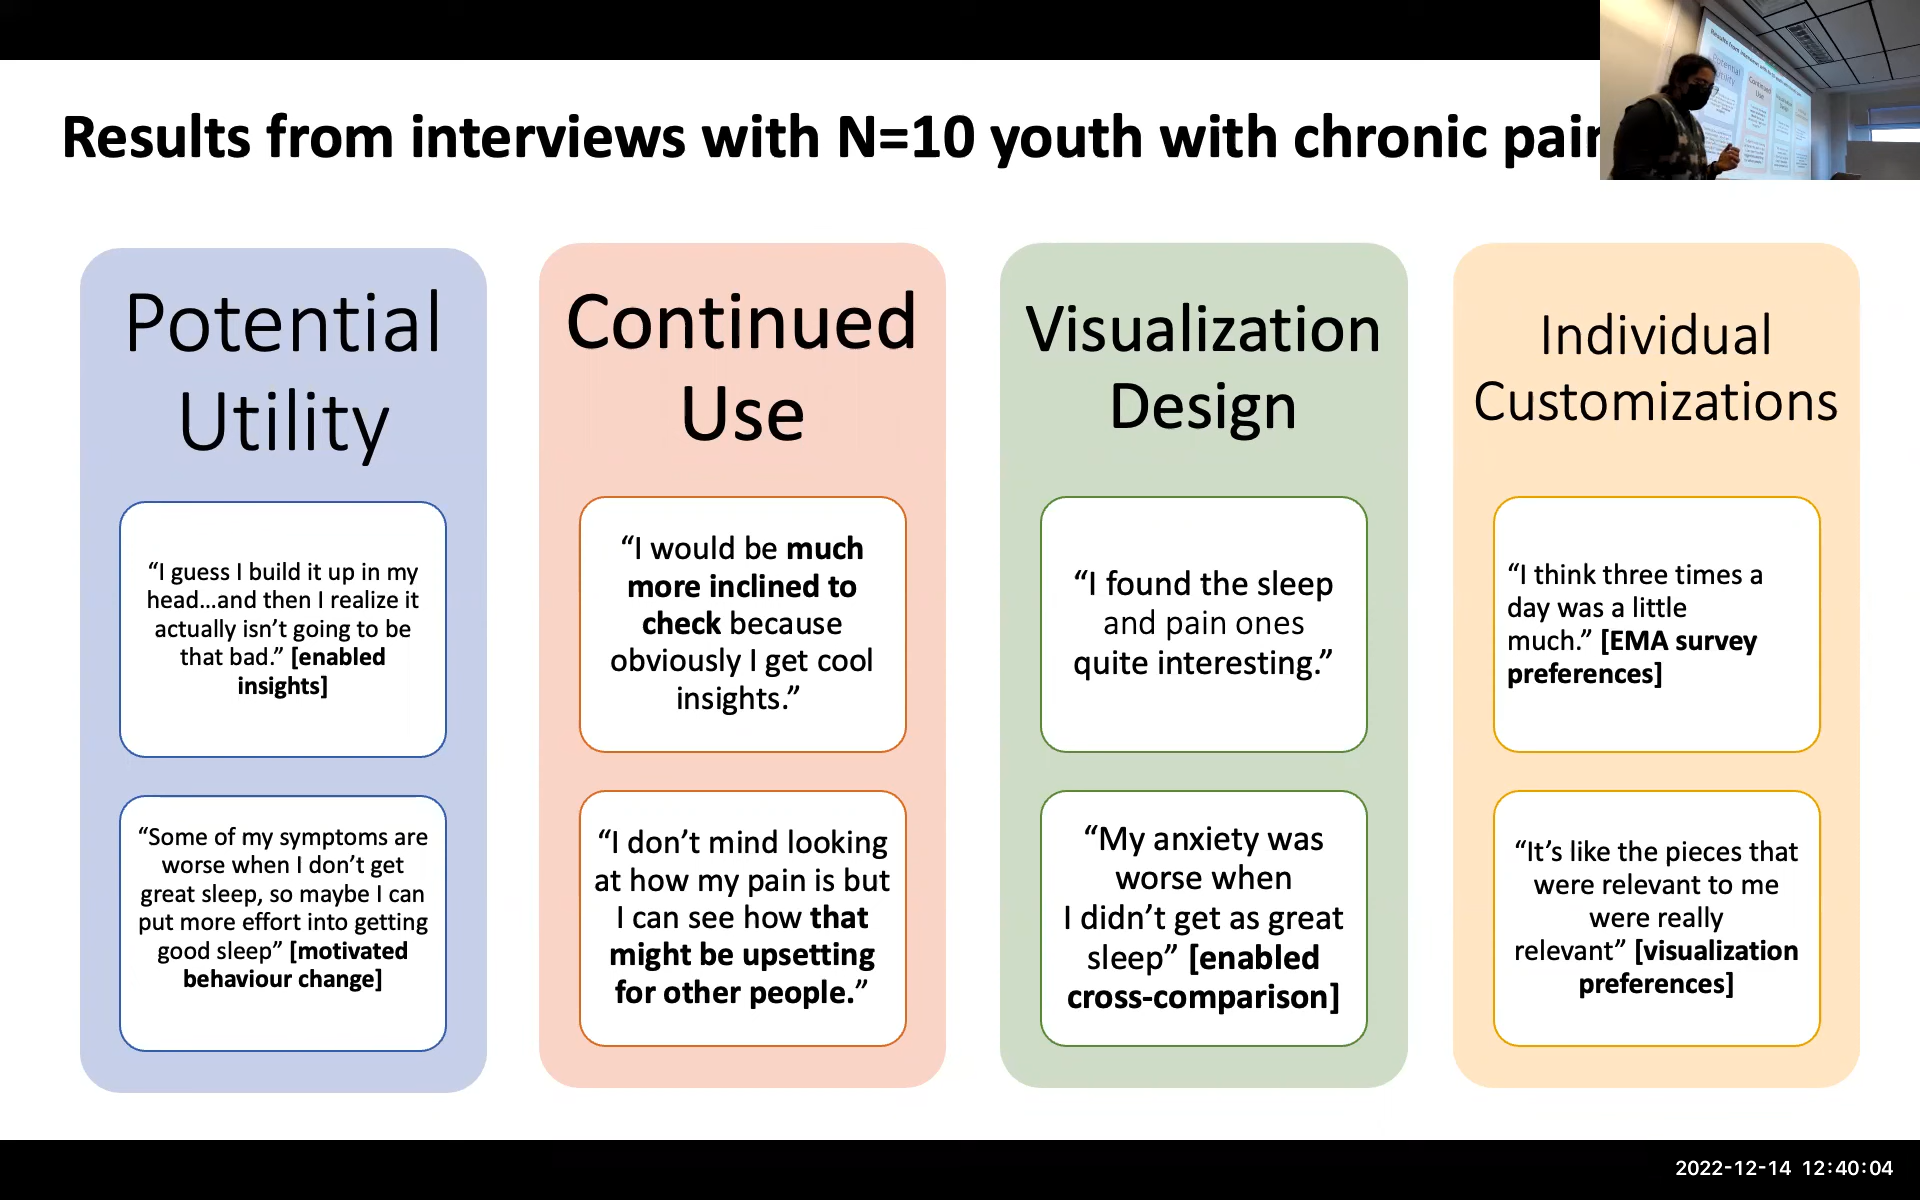 Results from interviews with N=10 youth with chronic pain
Potential
Utility
“I guess I build it up in my
head...and then I realize it
actually isn’t going to be
that bad.” [enabled
insights]
“Some of my symptoms are
worse when I don’t get
great sleep, so maybe I can
put more effort into getting
good sleep” [motivated
behaviour change]
Continued
Use
“I would be much
more inclined to
check because
obviously I get cool
insights.”
“I don’t mind looking
at how my pain is but
I can see how that
might be upsetting
for other people.”
Visualization
Design
“I found the sleep
and pain ones
quite interesting.”
“My anxiety was
worse when
I didn’t get as great
sleep” [enabled
cross-comparison]
Individual
Customizations
“I think three times a
day was a little
much.” [EMA survey
preferences]
“It’s like the pieces that
were relevant to me
were really
relevant” [visualization
preferences]
2022-12-14 12:40:04